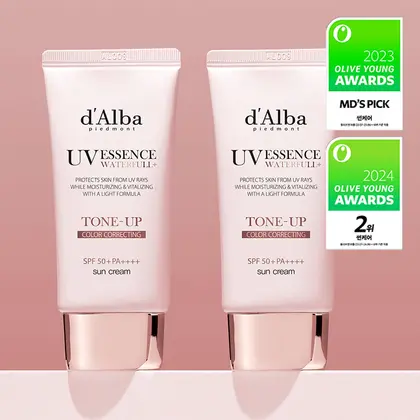 d'Alba
piedmont
UV ESSENCE
WATERFULL+
PROTECTS SKIN FROM UV RAYS
WHILE MOISTURIZING & VITALIZING
WITH A LIGHT FORMULA
TONE-UP
COLOR CORRECTING
SPF 50+PA++++
sun cream
d'Alba
piedmont
UV ESSENCE
WATERFULL+
PROTECTS SKIN FROM UV RAYS
WHILE MOISTURIZING & VITALIZING
WITH A LIGHT FORMULA
TONE-UP
COLOR CORRECTING
SPF 50+PA++++
sun cream
2023
OLIVE YOUNG
AWARDS
MD'S PICK
썬케어
2024
OLIVE YOUNG
AWARDS
2위
썬케어